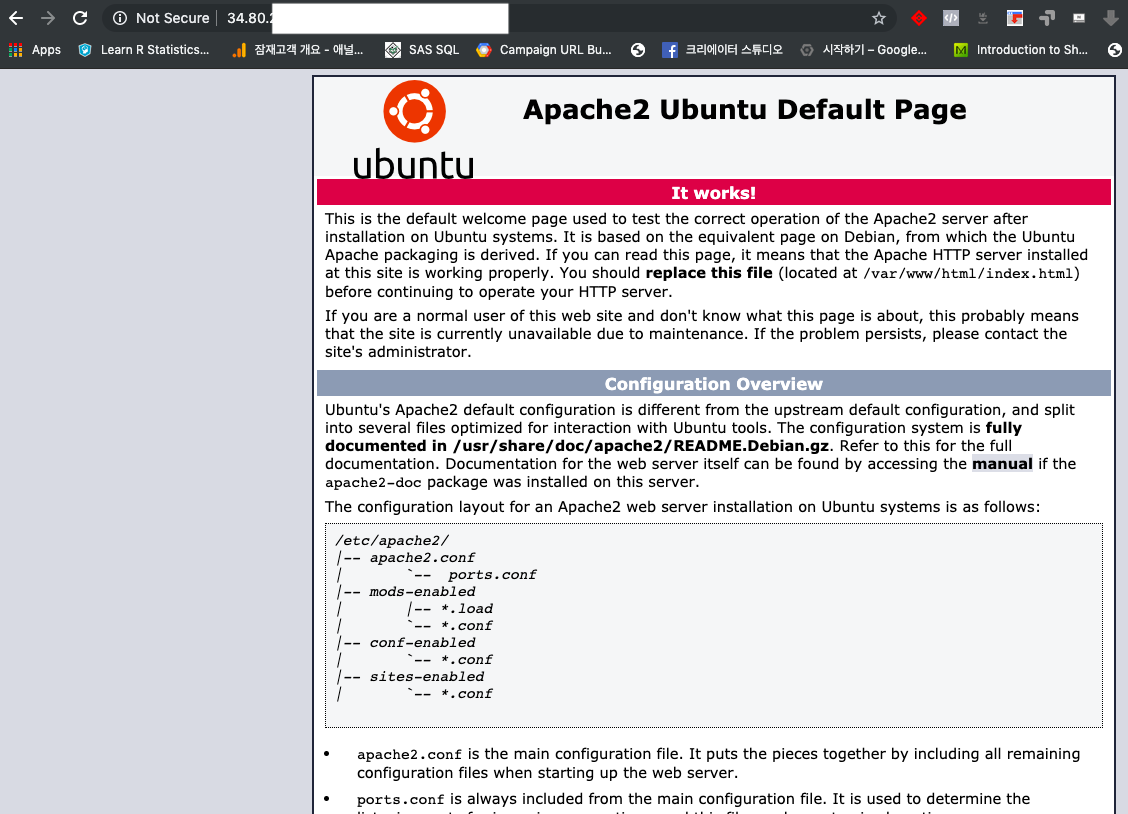 Not Secure 34.80.2
Apps Learn R Statistics... 잠재고객 개요 - 애널... SAS SQL Campaign URL Bu... 크리에이터 스튜디오 시작하기 – Google... Introduction to She...
ubuntu
Apache2 Ubuntu Default Page
It works!
This is the default welcome page used to test the correct operation of the Apache2 server after
installation on Ubuntu systems. It is based on the equivalent page on Debian, from which the Ubuntu
Apache packaging is derived. If you can read this page, it means that the Apache HTTP server installed
at this site is working properly. You should replace this file (located at /var/www/html/index.html)
before continuing to operate your HTTP server.
If you are a normal user of this web site and don't know what this page is about, this probably means
that the site is currently unavailable due to maintenance. If the problem persists, please contact the
site's administrator.
Configuration Overview
Ubuntu's Apache2 default configuration is different from the upstream default configuration, and split
into several files optimized for interaction with Ubuntu tools. The configuration system is fully
documented in /usr/share/doc/apache2/README.Debian.gz. Refer to this for the full
documentation. Documentation for the web server itself can be found by accessing the manual if the
apache2-doc package was installed on this server.
The configuration layout for an Apache2 web server installation on Ubuntu systems is as follows:
/etc/apache2/
|-- apache2.conf
|       `--  ports.conf
|-- mods-enabled
|       |-- *.load
|       `-- *.conf
|-- conf-enabled
|       `-- *.conf
|-- sites-enabled
|       `-- *.conf
• apache2.conf is the main configuration file. It puts the pieces together by including all remaining
configuration files when starting up the web server.
• ports.conf is always included from the main configuration file. It is used to determine the